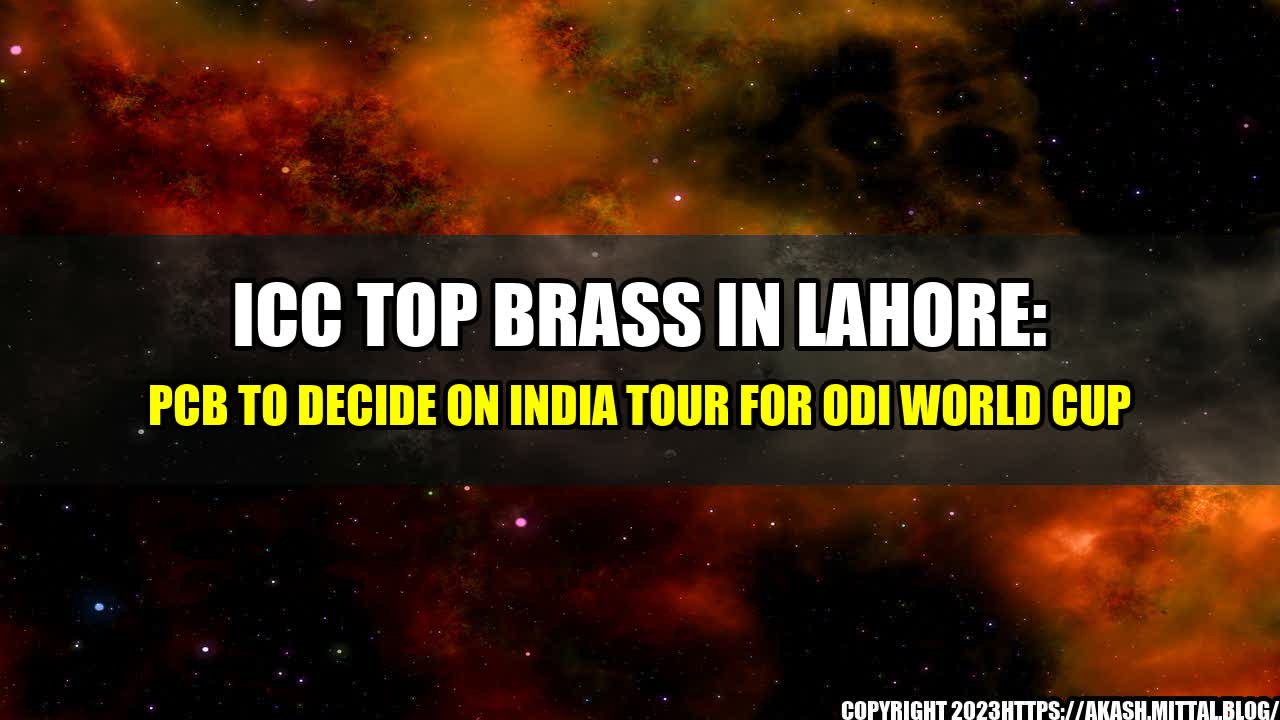 ICC TOP BRASS IN LAHORE:
PCB TO DECIDE ON INDIA TOUR FOR ODI WORLD CUP
COPYRIGHT 2023HTTPS://AKASH.MITTAL.BLOG/